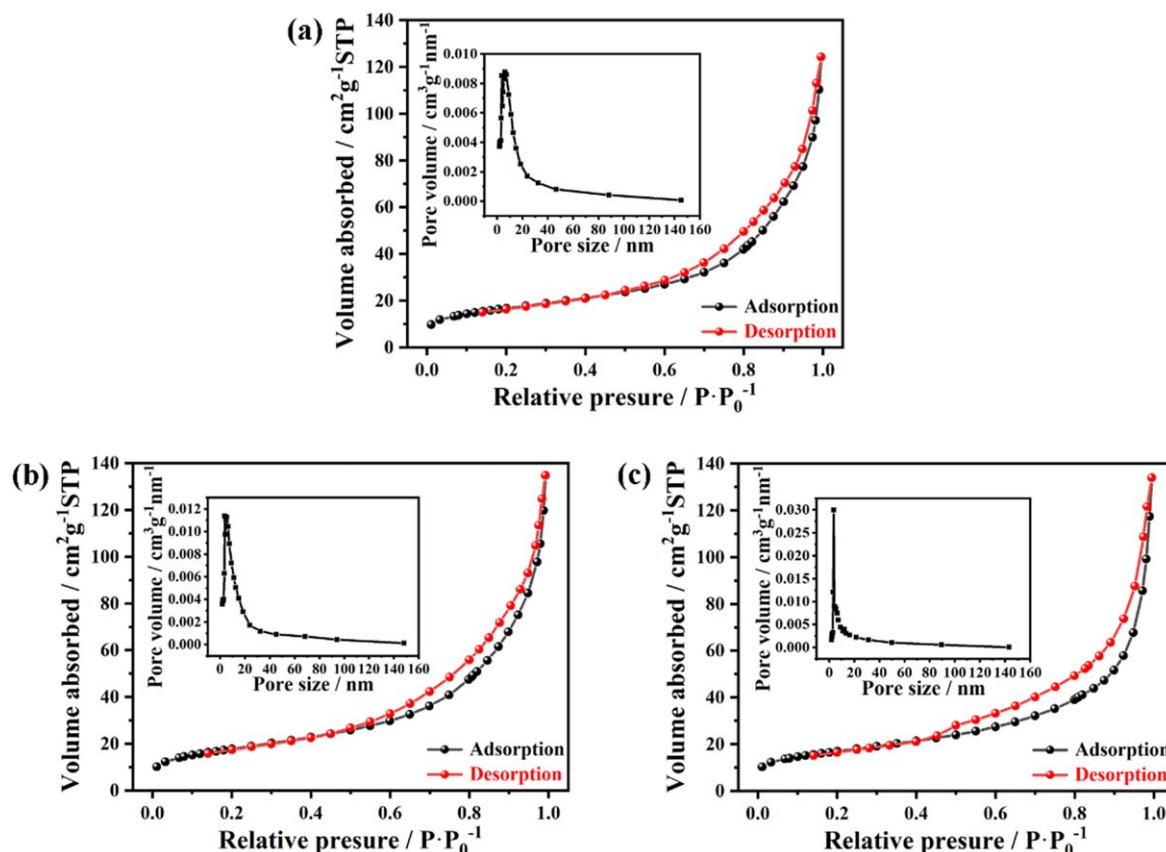 (a)
Volume absorbed / cm²g⁻¹STP
140
120
100
80
60
40
20
0
0.0 0.2 0.4 0.6 0.8 1.0
Relative presure / P·P₀⁻¹
Adsorption
Desorption
Pore volume / cm³g⁻¹nm⁻¹
0.010
0.008
0.006
0.004
0.002
0.000
0 20 40 60 80 100 120 140 160
Pore size / nm
(b)
Volume absorbed / cm²g⁻¹STP
140
120
100
80
60
40
20
0
0.0 0.2 0.4 0.6 0.8 1.0
Relative presure / P·P₀⁻¹
Adsorption
Desorption
Pore volume / cm³g⁻¹nm⁻¹
0.012
0.010
0.008
0.006
0.004
0.002
0.000
0 20 40 60 80 100 120 140 160
Pore size / nm
(c)
Volume absorbed / cm²g⁻¹STP
140
120
100
80
60
40
20
0
0.0 0.2 0.4 0.6 0.8 1.0
Relative presure / P·P₀⁻¹
Adsorption
Desorption
Pore volume / cm³g⁻¹nm⁻¹
0.030
0.025
0.020
0.015
0.010
0.005
0.000
0 20 40 60 80 100 120 140 160
Pore size / nm